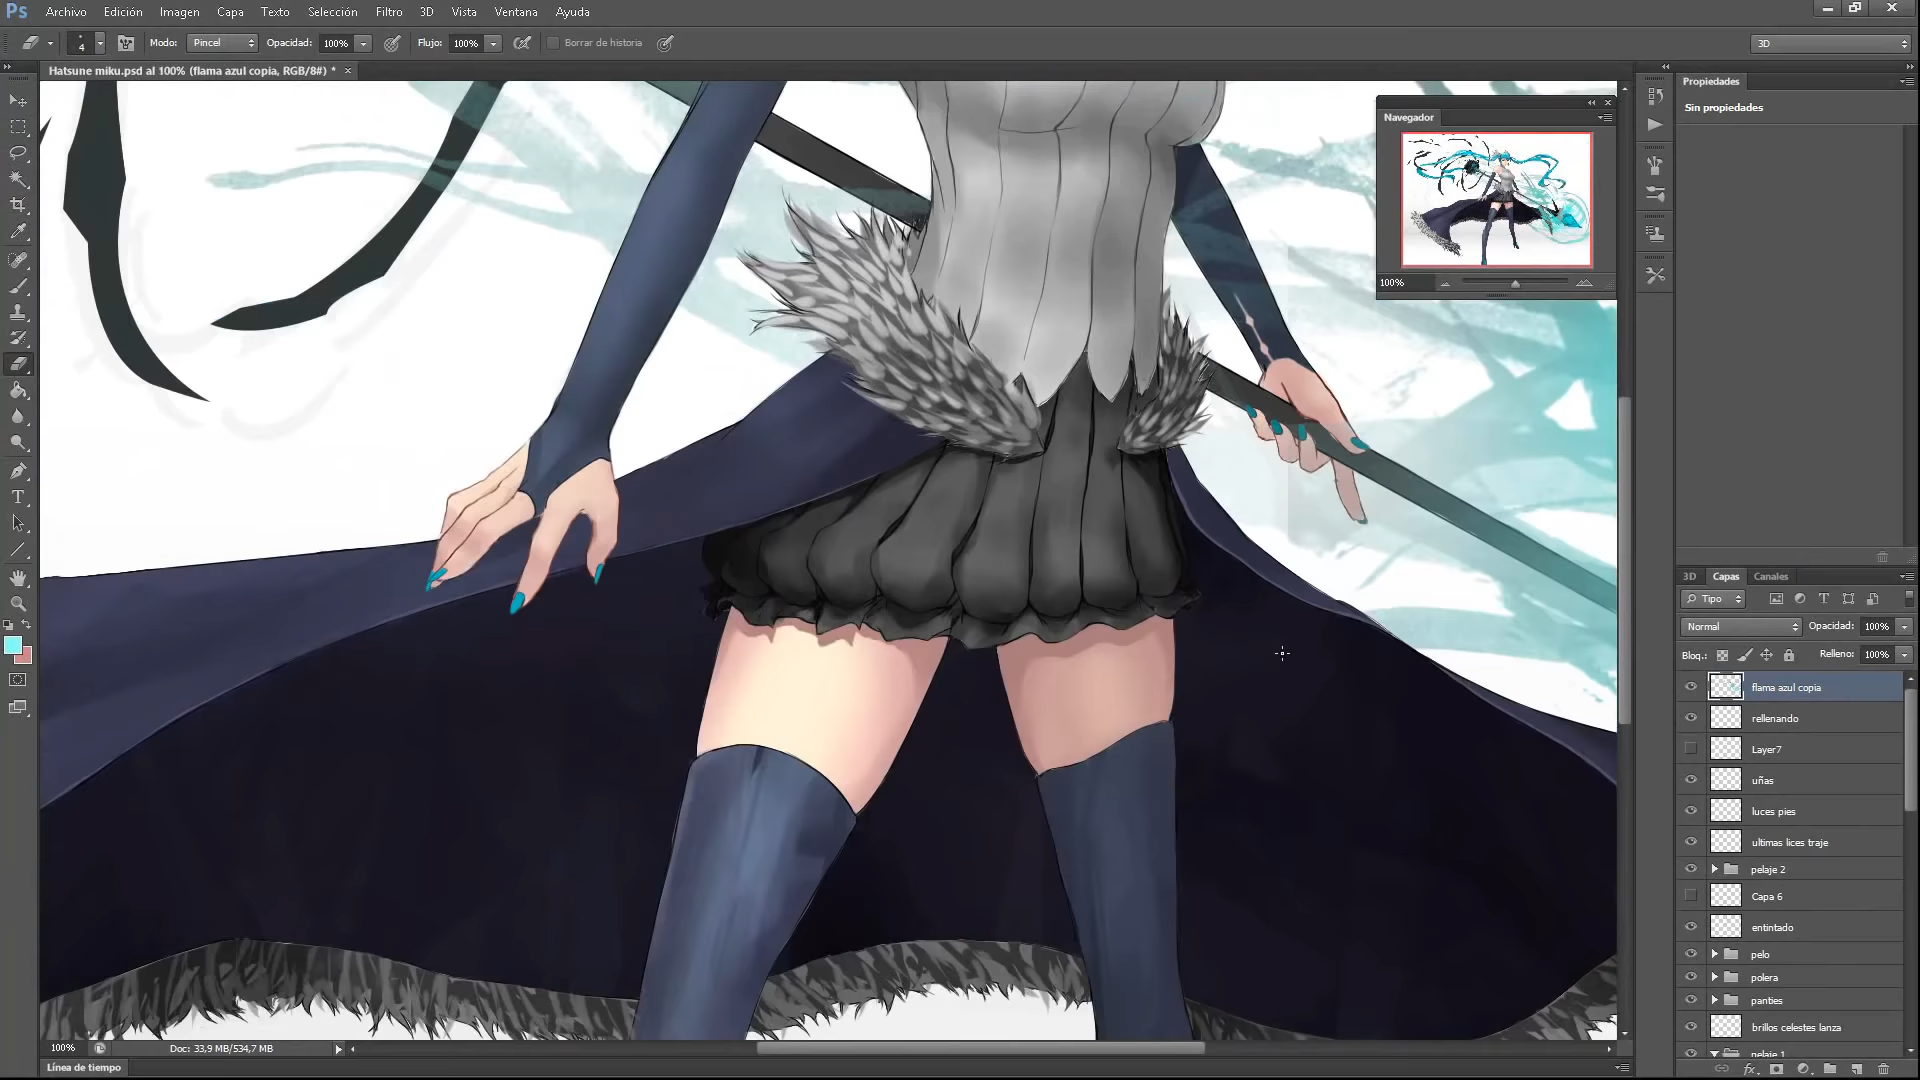 Ps Archivo Edición Imagen Capa Texto Selección Filtro 3D Vista Ventana Ayuda
4 Modo: Pincel Opacidad: 100% Flujo: 100% Borrar de historia 3D
Hatsune miku.psd al 100% (flama azul copia, RGB/8#) * ×
Propiedades
Sin propiedades
Navegador
100%
3D Capas Canales
Tipo
Normal Opacidad: 100%
Bloq.: Relleno: 100%
flama azul copia
rellenando
Layer7
uñas
luces pies
ultimas lices traje
pelaje 2
Capa 6
entintado
pelo
polera
panties
brillos celestes lanza
pelaje 1
fx
100% Doc: 33,9 MB/534,7 MB
Línea de tiempo